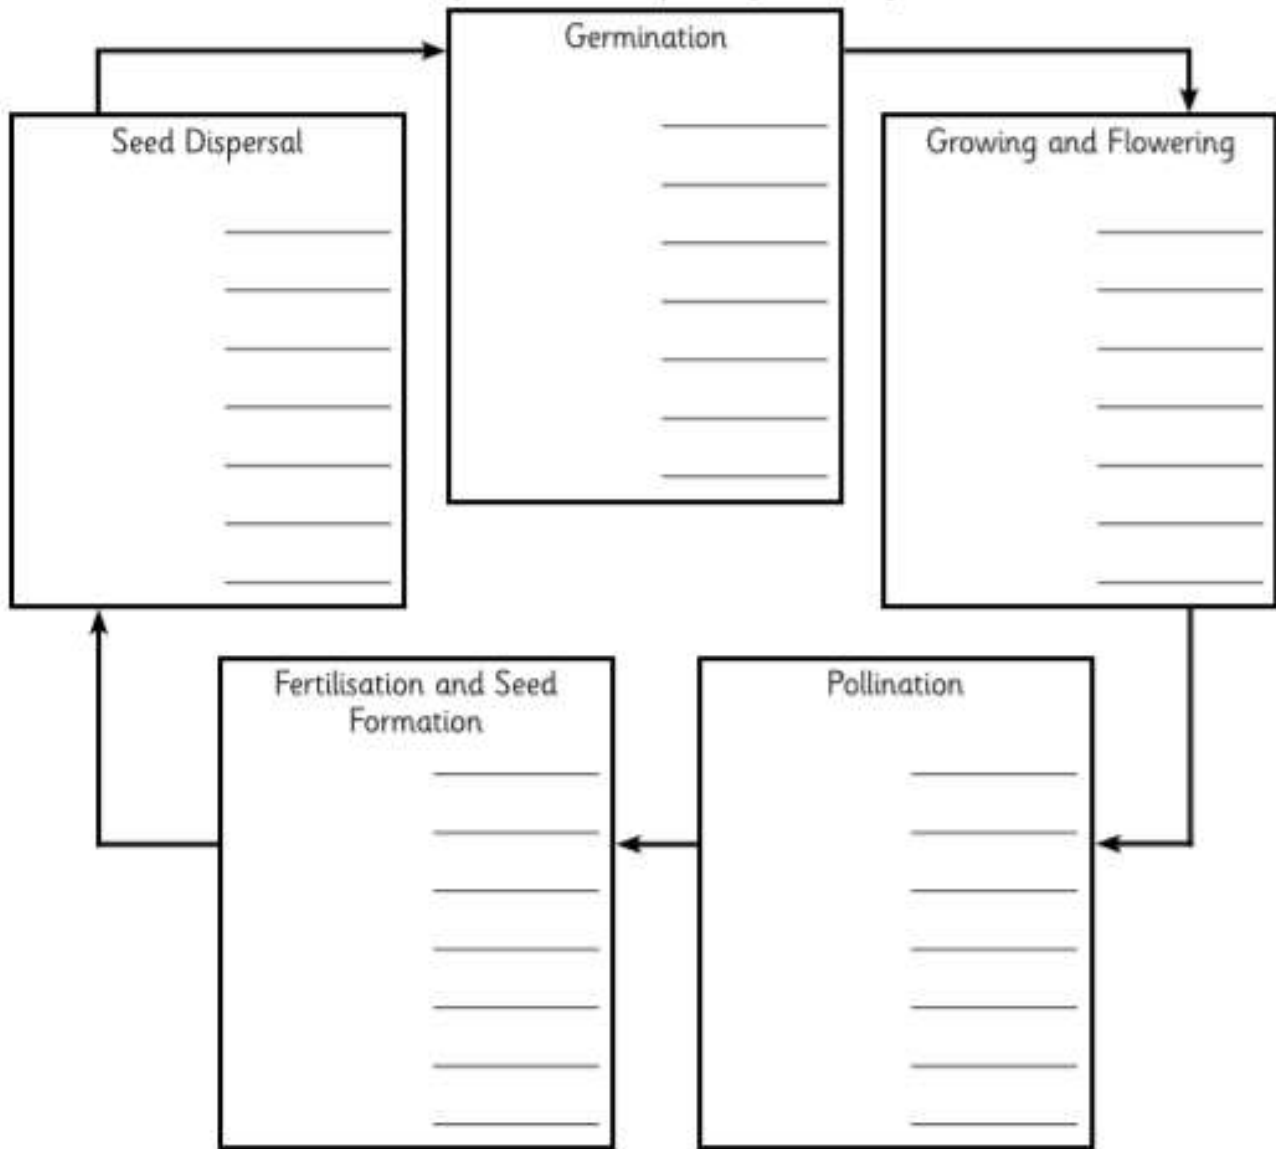 Germination
Seed Dispersal
Growing and Flowering
Fertilisation and Seed
Formation
Pollination